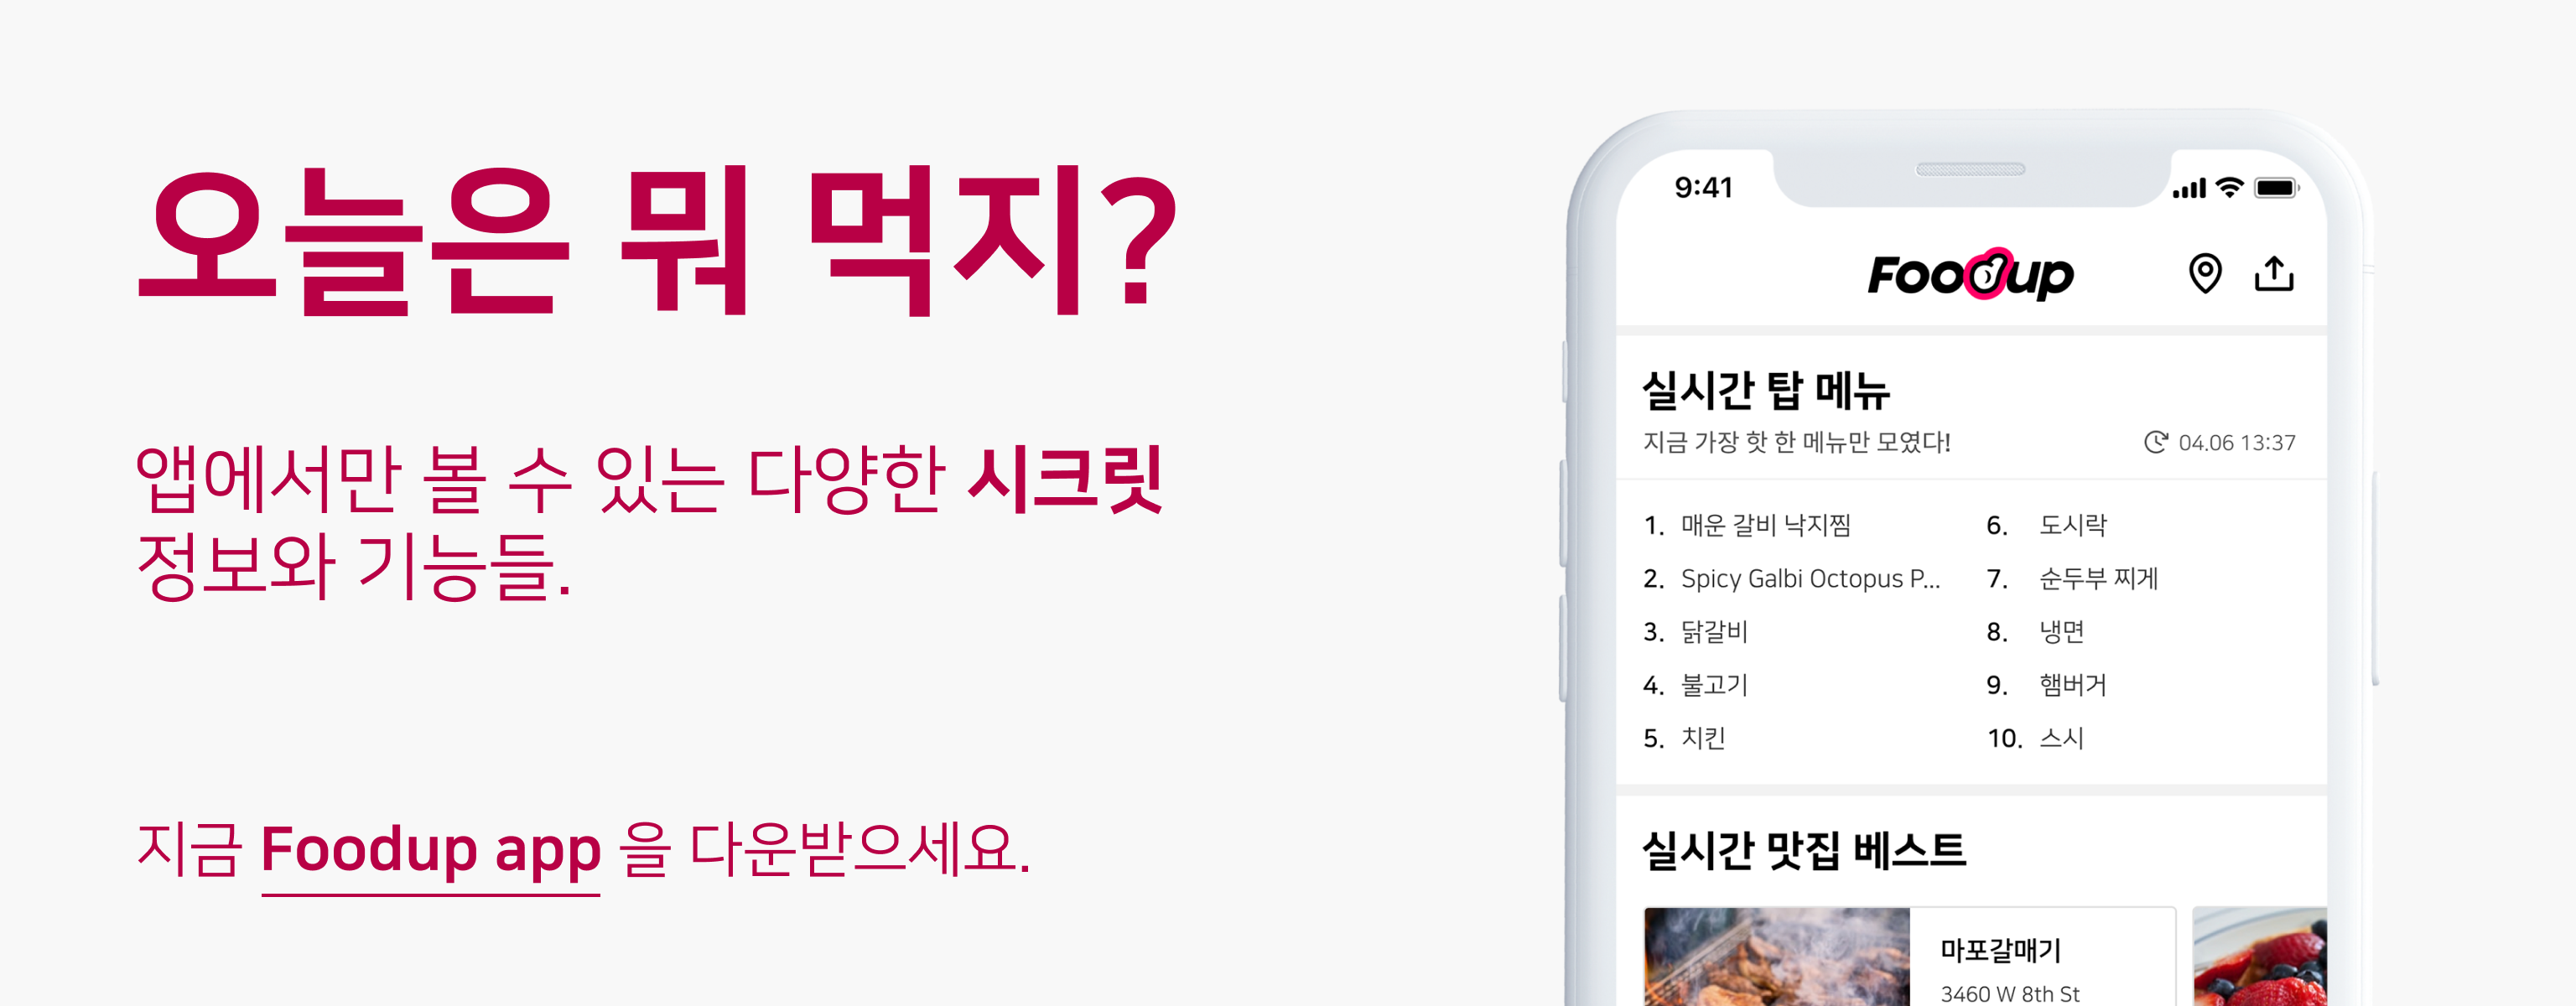 오늘은 뭐 먹지?
앱에서만 볼 수 있는 다양한 시크릿
정보와 기능들.
지금 Foodup app 을 다운받으세요.
9:41
Foodup
실시간 탑 메뉴
지금 가장 핫 한 메뉴만 모였다!
04.06 13:37
1. 매운 갈비 낙지찜
2. Spicy Galbi Octopus P...
3. 닭갈비
4. 불고기
5. 치킨
6. 도시락
7. 순두부 찌게
8. 냉면
9. 햄버거
10. 스시
실시간 맛집 베스트
마포갈매기
3460 W 8th St